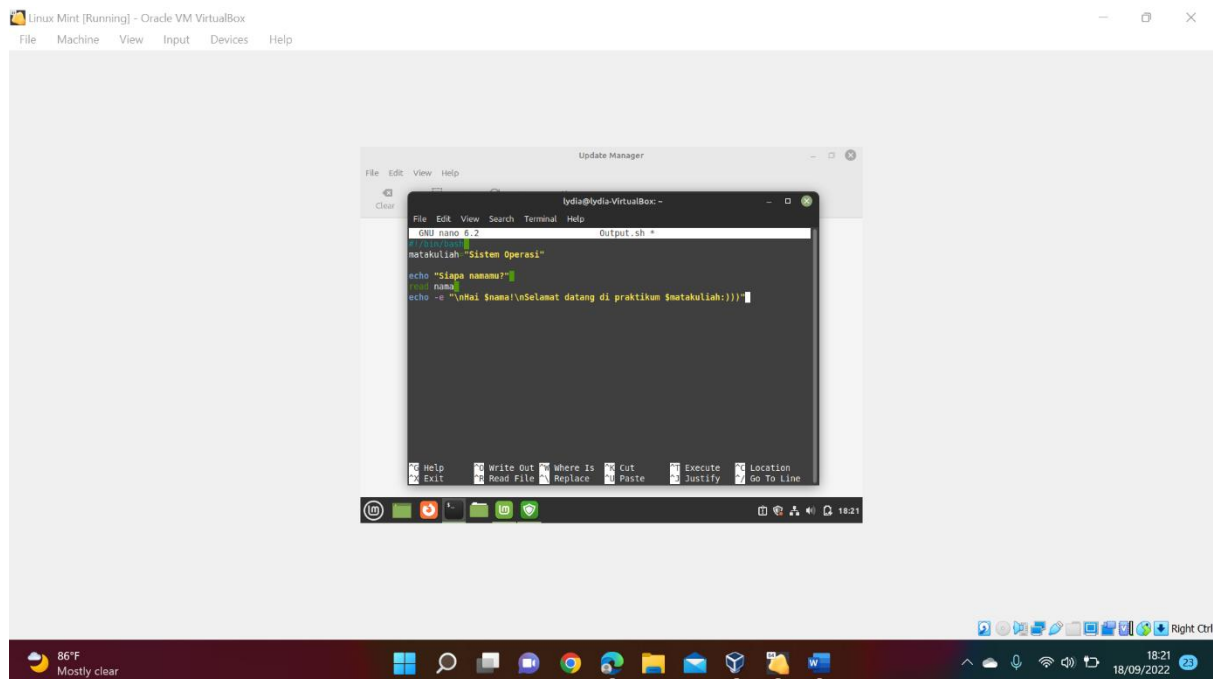 Linux Mint [Running] - Oracle VM VirtualBox
File Machine View Input Devices Help
Update Manager
File Edit View Help
Clear
lydia@lydia-VirtualBox: ~
File Edit View Search Terminal Help
GNU nano 6.2 Output.sh *
#!/bin/bash
matakuliah="Sistem Operasi"
echo "Siapa namamu?"
read nama
echo -e "\nHai $nama!\nSelamat datang di praktikum $matakuliah:)))"
^G Help ^O Write Out ^W Where Is ^K Cut ^T Execute ^C Location
^X Exit ^R Read File ^\ Replace ^U Paste ^J Justify ^/ Go To Line
18:21
Right Ctrl
86°F
Mostly clear
18:21
18/09/2022
23